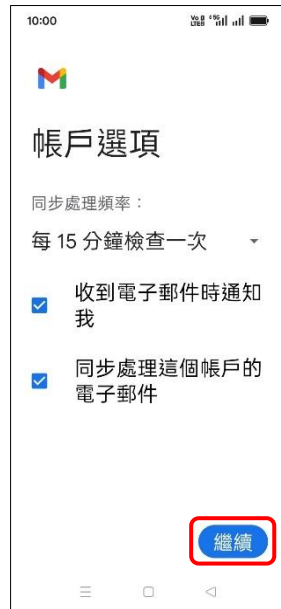 10:00
帳戶選項
同步處理頻率：
每 15 分鐘檢查一次
收到電子郵件時通知
我
同步處理這個帳戶的
電子郵件
繼續